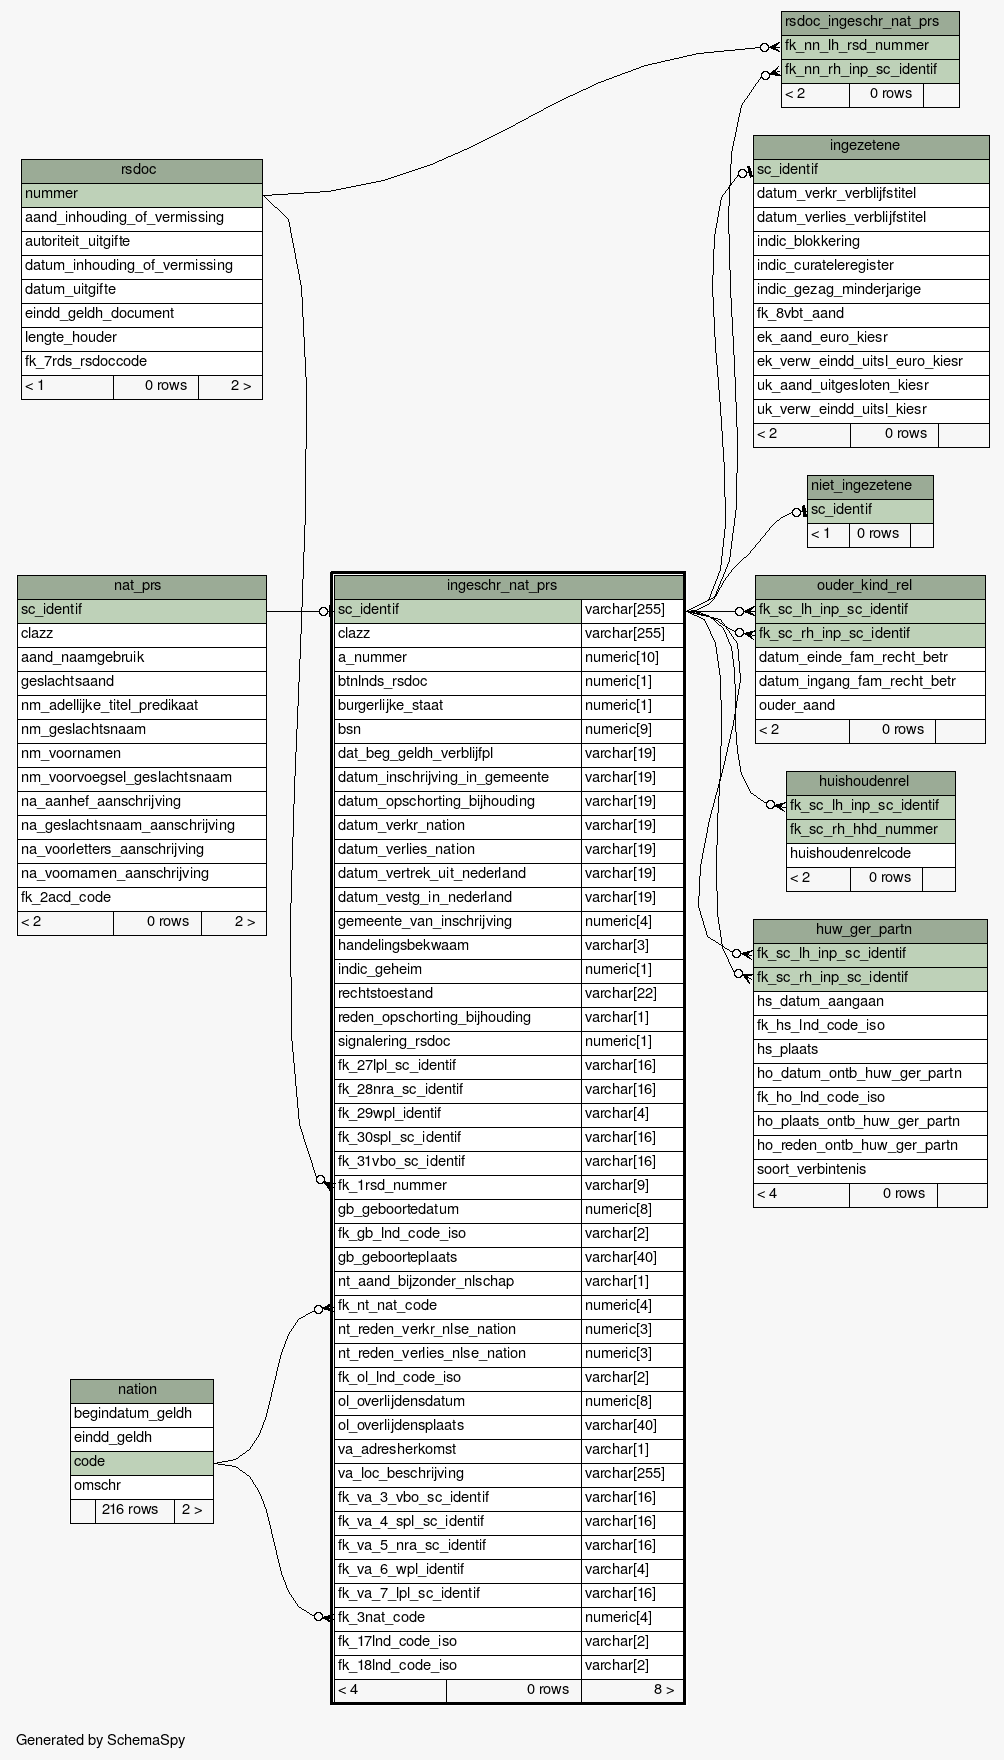 rsdoc_ingeschr_nat_prs
fk_nn_lh_rsd_nummer
fk_nn_rh_inp_sc_identif
< 2 0 rows
ingezetene
sc_identif
datum_verkr_verblijfstitel
datum_verlies_verblijfstitel
indic_blokkering
indic_curateleregister
indic_gezag_minderjarige
fk_8vbt_aand
ek_aand_euro_kiesr
ek_verw_eindd_uitsl_euro_kiesr
uk_aand_uitgesloten_kiesr
uk_verw_eindd_uitsl_kiesr
< 2 0 rows
rsdoc
nummer
aand_inhouding_of_vermissing
autoriteit_uitgifte
datum_inhouding_of_vermissing
datum_uitgifte
eindd_geldh_document
lengte_houder
fk_7rds_rsdoccode
< 1 0 rows 2 >
niet_ingezetene
sc_identif
< 1 0 rows
nat_prs
sc_identif
clazz
aand_naamgebruik
geslachtsaand
nm_adellijke_titel_predikaat
nm_geslachtsnaam
nm_voornamen
nm_voorvoegsel_geslachtsnaam
na_aanhef_aanschrijving
na_geslachtsnaam_aanschrijving
na_voorletters_aanschrijving
na_voornamen_aanschrijving
fk_2acd_code
< 2 0 rows 2 >
ingeschr_nat_prs
sc_identif varchar[255]
clazz varchar[255]
a_nummer numeric[10]
btnlnds_rsdoc numeric[1]
burgerlijke_staat numeric[1]
bsn numeric[9]
dat_beg_geldh_verblijfpl varchar[19]
datum_inschrijving_in_gemeente varchar[19]
datum_opschorting_bijhouding varchar[19]
datum_verkr_nation varchar[19]
datum_verlies_nation varchar[19]
datum_vertrek_uit_nederland varchar[19]
datum_vestg_in_nederland varchar[19]
gemeente_van_inschrijving numeric[4]
handelingsbekwaam varchar[3]
indic_geheim numeric[1]
rechtstoestand varchar[22]
reden_opschorting_bijhouding varchar[1]
signalering_rsdoc numeric[1]
fk_27lpl_sc_identif varchar[16]
fk_28nra_sc_identif varchar[16]
fk_29wpl_identif varchar[4]
fk_30spl_sc_identif varchar[16]
fk_31vbo_sc_identif varchar[16]
fk_1rsd_nummer varchar[9]
gb_geboortedatum numeric[8]
fk_gb_lnd_code_iso varchar[2]
gb_geboorteplaats varchar[40]
nt_aand_bijzonder_nlschap varchar[1]
fk_nt_nat_code numeric[4]
nt_reden_verkr_nlse_nation numeric[3]
nt_reden_verlies_nlse_nation numeric[3]
fk_ol_lnd_code_iso varchar[2]
ol_overlijdensdatum numeric[8]
ol_overlijdensplaats varchar[40]
va_adresherkomst varchar[1]
va_loc_beschrijving varchar[255]
fk_va_3_vbo_sc_identif varchar[16]
fk_va_4_spl_sc_identif varchar[16]
fk_va_5_nra_sc_identif varchar[16]
fk_va_6_wpl_identif varchar[4]
fk_va_7_lpl_sc_identif varchar[16]
fk_3nat_code numeric[4]
fk_17lnd_code_iso varchar[2]
fk_18lnd_code_iso varchar[2]
< 4 0 rows 8 >
ouder_kind_rel
fk_sc_lh_inp_sc_identif
fk_sc_rh_inp_sc_identif
datum_einde_fam_recht_betr
datum_ingang_fam_recht_betr
ouder_aand
< 2 0 rows
huishoudenrel
fk_sc_lh_inp_sc_identif
fk_sc_rh_hhd_nummer
huishoudenrelcode
< 2 0 rows
huw_ger_partn
fk_sc_lh_inp_sc_identif
fk_sc_rh_inp_sc_identif
hs_datum_aangaan
fk_hs_lnd_code_iso
hs_plaats
ho_datum_ontb_huw_ger_partn
fk_ho_lnd_code_iso
ho_plaats_ontb_huw_ger_partn
ho_reden_ontb_huw_ger_partn
soort_verbintenis
< 4 0 rows
nation
begindatum_geldh
eindd_geldh
code
omschr
216 rows 2 >
Generated by SchemaSpy